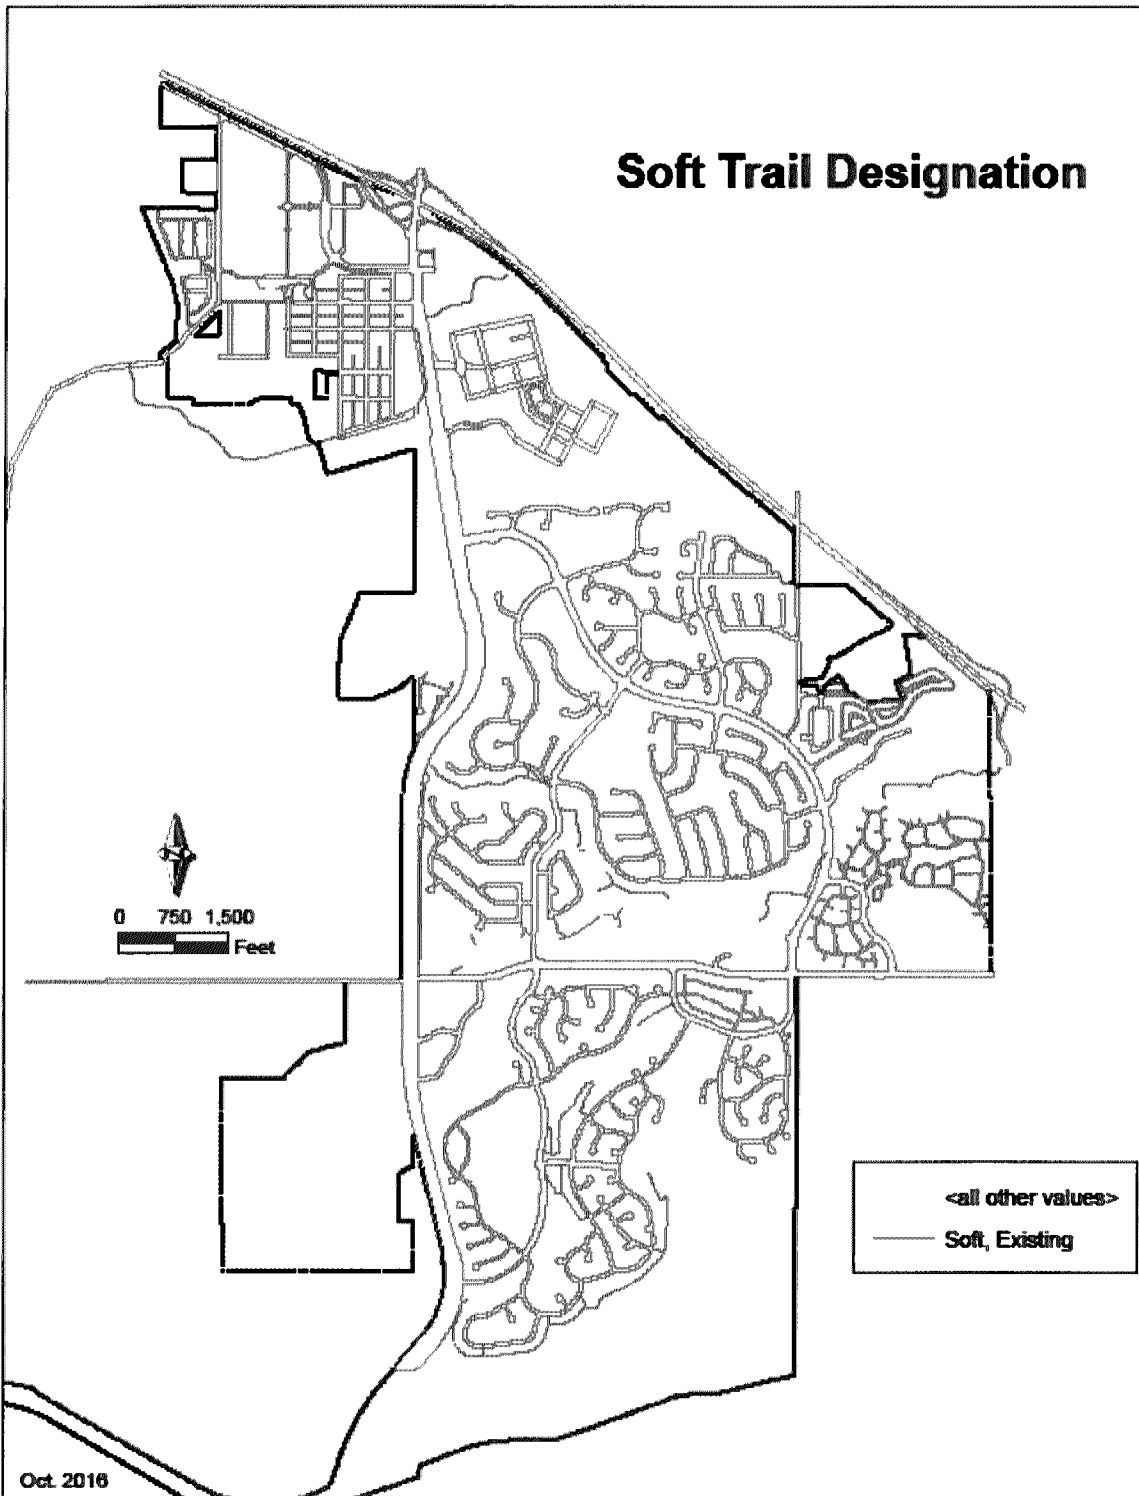 Soft Trail Designation
N
0 750 1,500
Feet
<all other values>
Soft, Existing
Oct. 2016